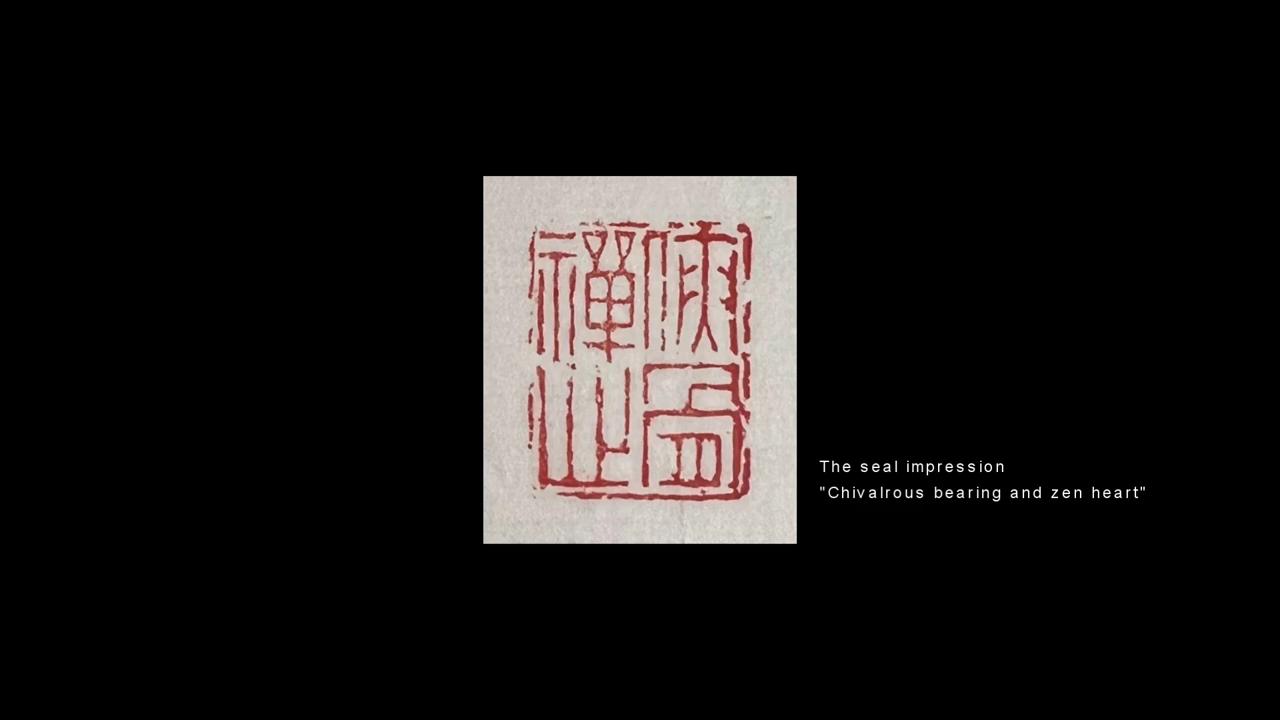 俠骨
禪心
The seal impression
"Chivalrous bearing and zen heart"